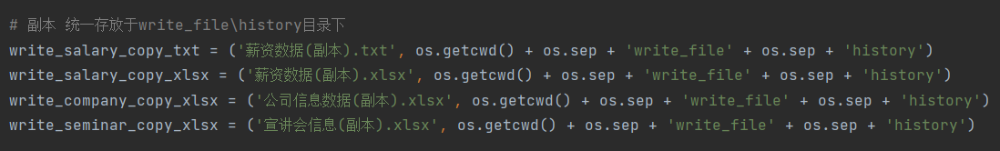 # 副本 统一存放于write_file\history目录下
write_salary_copy_txt = ('薪资数据(副本).txt', os.getcwd() + os.sep + 'write_file' + os.sep + 'history')
write_salary_copy_xlsx = ('薪资数据(副本).xlsx', os.getcwd() + os.sep + 'write_file' + os.sep + 'history')
write_company_copy_xlsx = ('公司信息数据(副本).xlsx', os.getcwd() + os.sep + 'write_file' + os.sep + 'history')
write_seminar_copy_xlsx = ('宣讲会信息(副本).xlsx', os.getcwd() + os.sep + 'write_file' + os.sep + 'history')